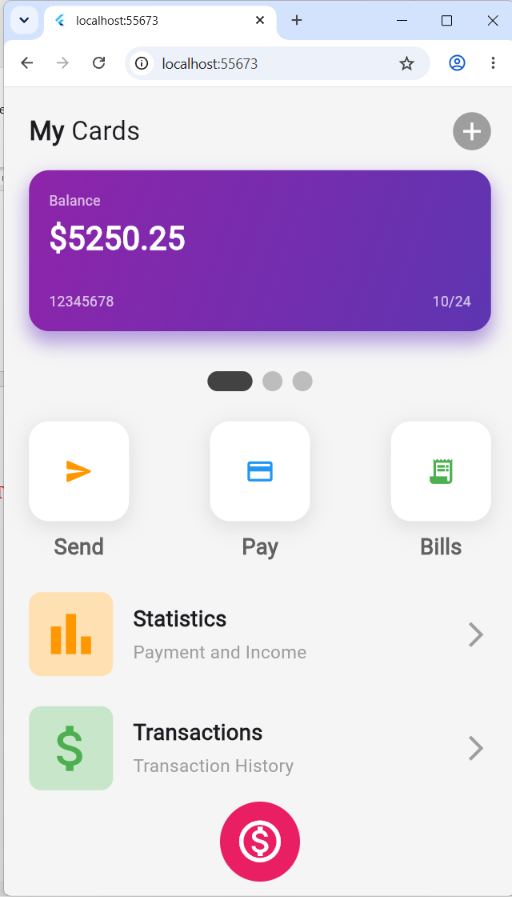 localhost:55673
localhost:55673
My Cards
Balance
$5250.25
12345678 10/24
Send Pay Bills
Statistics
Payment and Income
Transactions
Transaction History